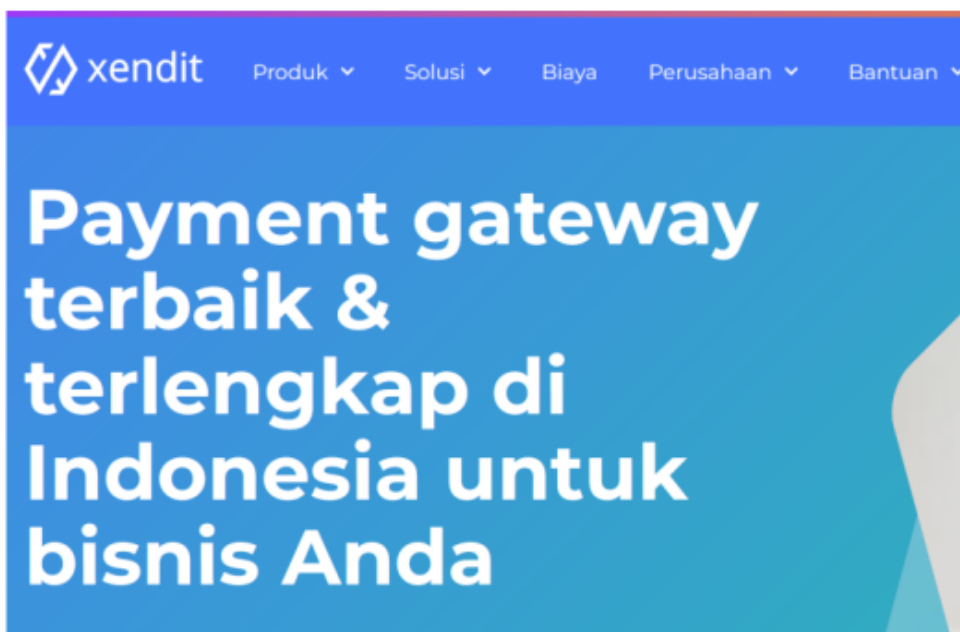 xendit Produk Solusi Biaya Perusahaan Bantuan
Payment gateway
terbaik &
terlengkap di
Indonesia untuk
bisnis Anda